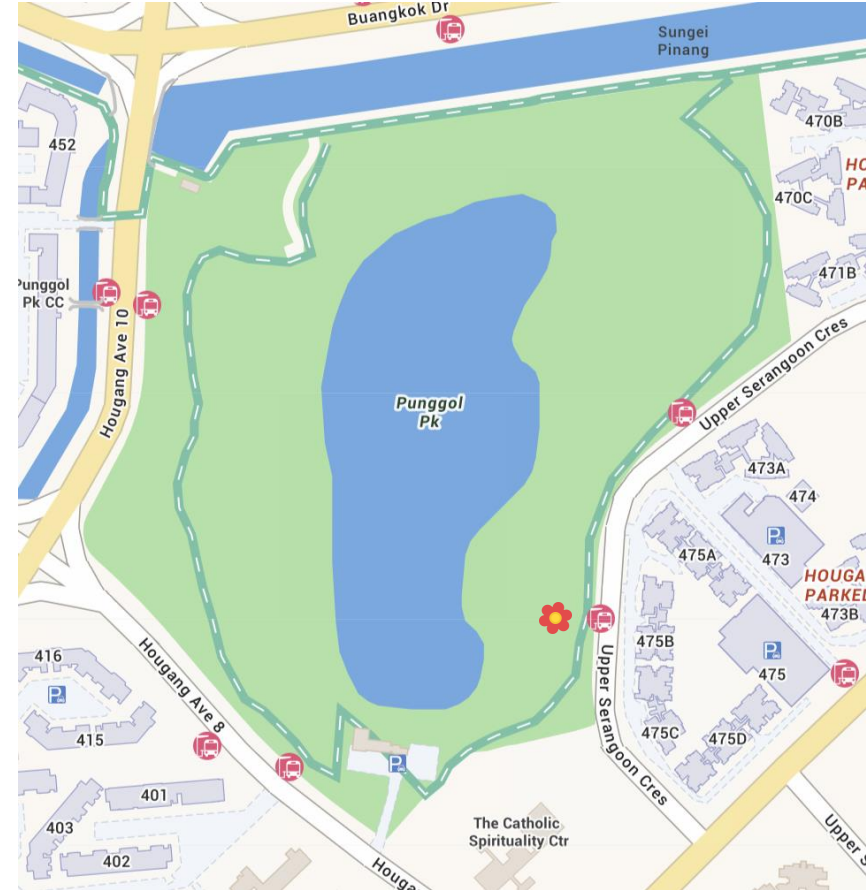 Buangkok Dr
Sungei
Pinang
452
470B
470C
471B
Punggol
Pk CC
Hougang Ave 10
Punggol
Pk
Upper Serangoon Cres
473A
474
473
475A
HOUGA
PARKE
473B
475B
475
475C
475D
Upper Serangoon Cres
416
415
Hougang Ave 8
401
403
402
The Catholic
Spirituality Ctr
Houga
Upper S
HO
PA